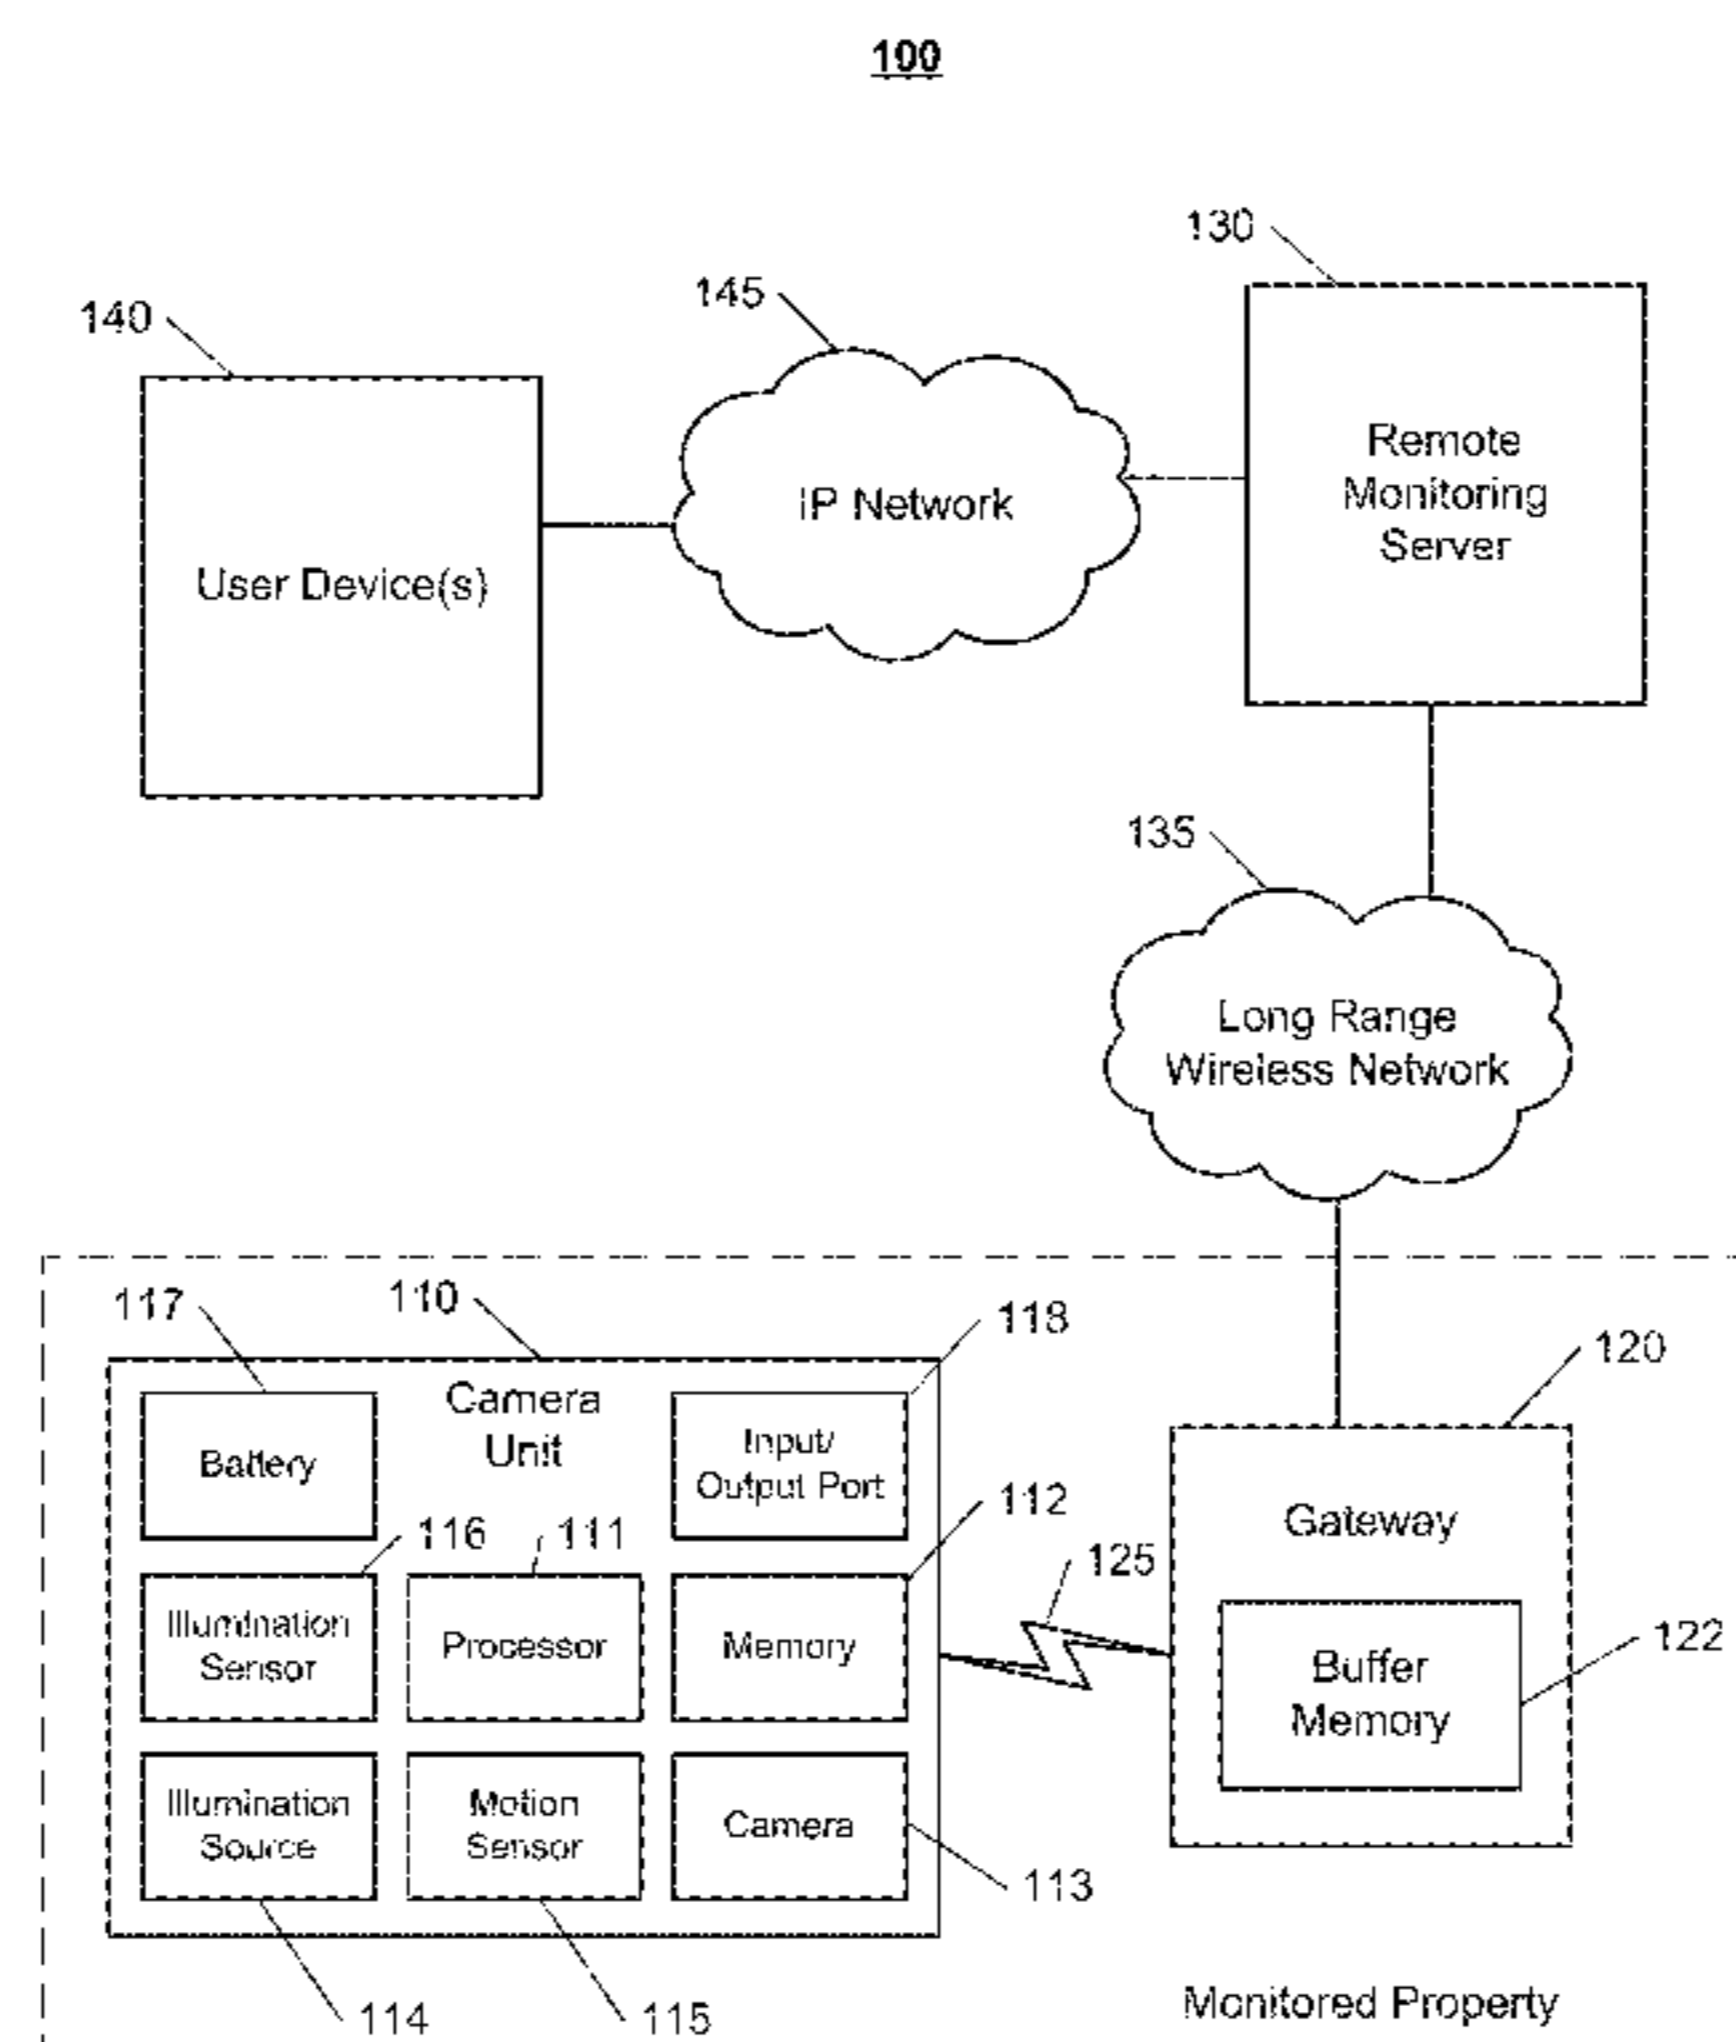 100
130
145
140
Remote
Monitoring
Server
IP Network
User Device(s)
135
Long Range
Wireless Network
117
110
118
120
Camera
Unit
Battery
Input/
Output Port
112
Gateway
116
111
125
Illumination
Sensor
Processor
Memory
122
Buffer
Memory
Illumination
Source
Motion
Sensor
Camera
113
114
115
Monitored Property